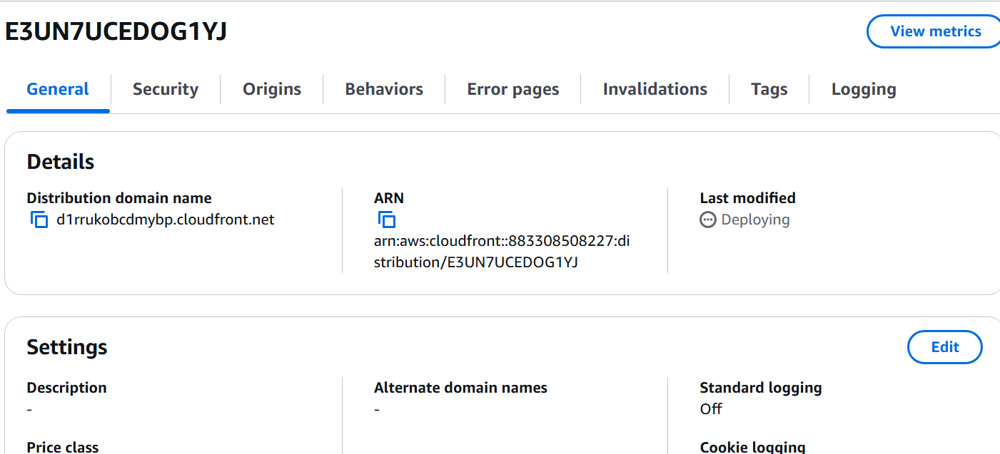 E3UN7UCEDOG1YJ
View metrics
General
Security
Origins
Behaviors
Error pages
Invalidations
Tags
Logging
Details
Distribution domain name
d1rrukobcdmybp.cloudfront.net
ARN
arn:aws:cloudfront::883308508227:di
stribution/E3UN7UCEDOG1YJ
Last modified
Deploying
Settings
Edit
Description
-
Alternate domain names
-
Standard logging
Off
Price class
Cookie logging